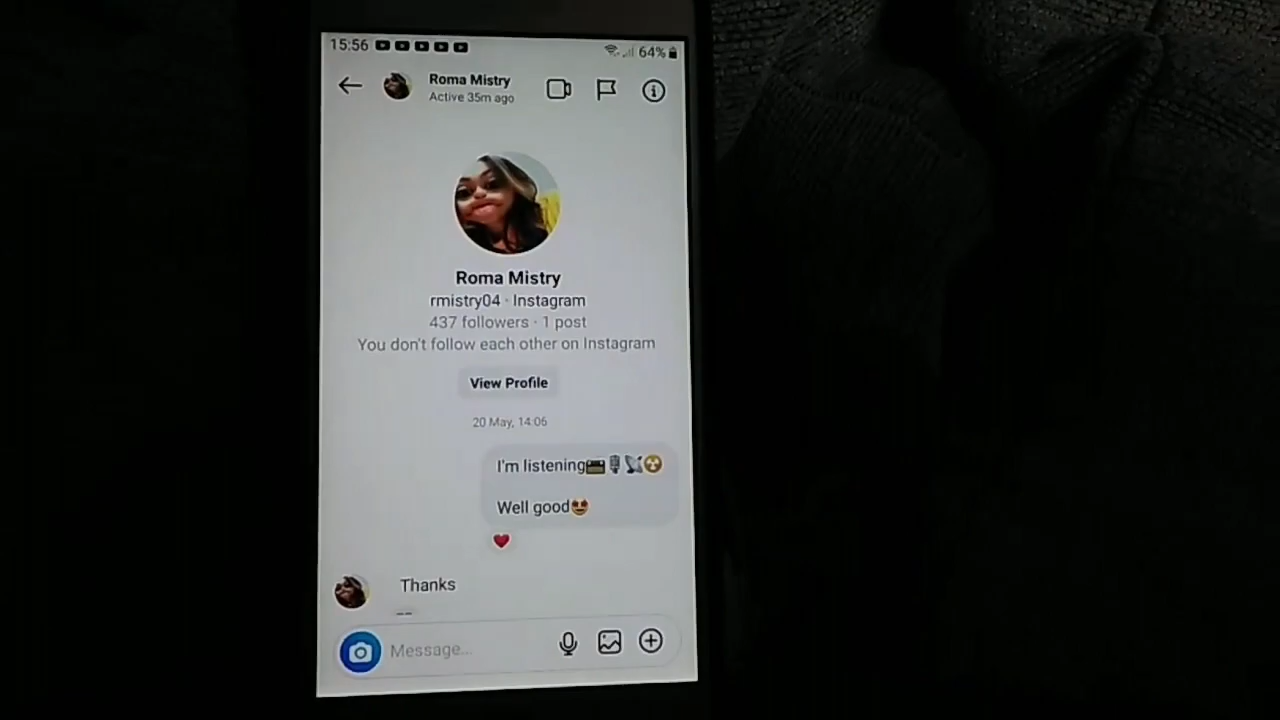 15:56 64%
Roma Mistry
Active 35m ago
Roma Mistry
rmistry04 · Instagram
437 followers · 1 post
You don't follow each other on Instagram
View Profile
20 May, 14:06
I'm listening📻🎙📡☢
Well good🤩
❤
Thanks
Message...